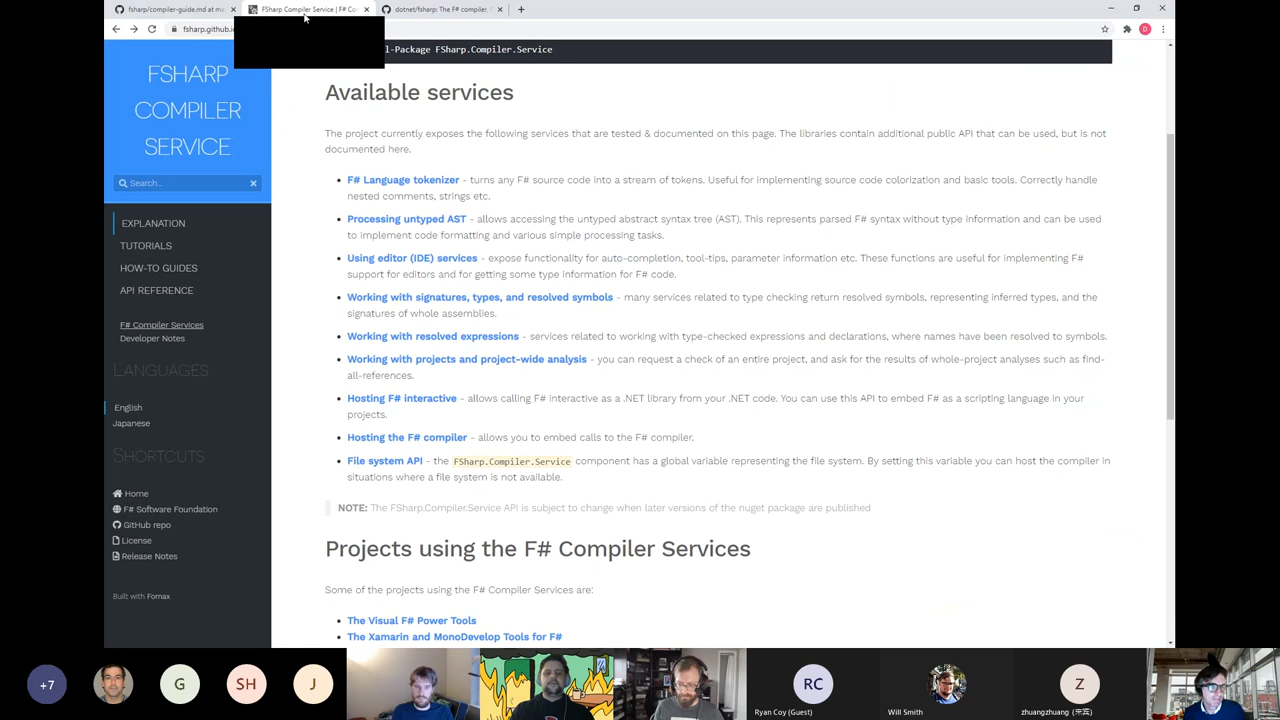 fsharp/compiler-guide.md at ma
FSharp Compiler Service | F# Co
dotnet/fsharp: The F# compiler,
fsharp.github.i
D
l-Package FSharp.Compiler.Service
FSHARP
COMPILER
SERVICE
Search...
EXPLANATION
TUTORIALS
HOW-TO GUIDES
API REFERENCE
F# Compiler Services
Developer Notes
LANGUAGES
English
Japanese
SHORTCUTS
Home
F# Software Foundation
GitHub repo
License
Release Notes
Built with Fornax
Available services
The project currently exposes the following services that are tested & documented on this page. The libraries contain additional public API that can be used, but is not
documented here.
• F# Language tokenizer - turns any F# source code into a stream of tokens. Useful for implementing source code colorization and basic tools. Correctly handle
nested comments, strings etc.
• Processing untyped AST - allows accessing the untyped abstract syntax tree (AST). This represents parsed F# syntax without type information and can be used
to implement code formatting and various simple processing tasks.
• Using editor (IDE) services - expose functionality for auto-completion, tool-tips, parameter information etc. These functions are useful for implementing F#
support for editors and for getting some type information for F# code.
• Working with signatures, types, and resolved symbols - many services related to type checking return resolved symbols, representing inferred types, and the
signatures of whole assemblies.
• Working with resolved expressions - services related to working with type-checked expressions and declarations, where names have been resolved to symbols.
• Working with projects and project-wide analysis - you can request a check of an entire project, and ask for the results of whole-project analyses such as find-
all-references.
• Hosting F# interactive - allows calling F# interactive as a .NET library from your .NET code. You can use this API to embed F# as a scripting language in your
projects.
• Hosting the F# compiler - allows you to embed calls to the F# compiler.
• File system API - the FSharp.Compiler.Service component has a global variable representing the file system. By setting this variable you can host the compiler in
situations where a file system is not available.
NOTE: The FSharp.Compiler.Service API is subject to change when later versions of the nuget package are published
Projects using the F# Compiler Services
Some of the projects using the F# Compiler Services are:
• The Visual F# Power Tools
• The Xamarin and MonoDevelop Tools for F#
+7
G
SH
J
RC
Ryan Coy (Guest)
Will Smith
Z